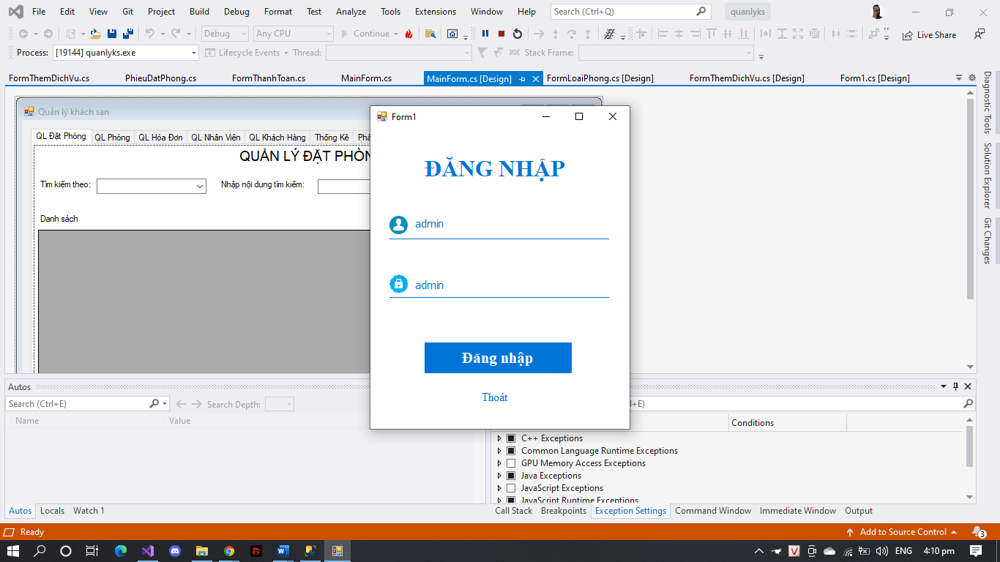 File Edit View Git Project Build Debug Format Test Analyze Tools Extensions Window Help Search (Ctrl+Q) quanlyks
Debug Any CPU Continue Live Share
Process: [19144] quanlyks.exe Lifecycle Events Thread: Stack Frame:
FormThemDichVu.cs PhieuDatPhong.cs FormThanhToan.cs MainForm.cs MainForm.cs [Design] FormLoaiPhong.cs [Design] FormThemDichVu.cs [Design] Form1.cs [Design]
Diagnostic Tools
Solution Explorer
Git Changes
Quản lý khách sạn
QL Đặt Phòng QL Phòng QL Hóa Đơn QL Nhân Viên QL Khách Hàng Thống Kê
QUẢN LÝ ĐẶT
Tìm kiếm theo: Nhập nội dung tìm kiếm:
Danh sách
Form1
ĐĂNG NHẬP
admin
admin
Đăng nhập
Thoát
Autos
Search (Ctrl+E) Search Depth:
Name Value
Conditions
C++ Exceptions
Common Language Runtime Exceptions
GPU Memory Access Exceptions
Java Exceptions
JavaScript Exceptions
JavaScript Runtime Exceptions
Autos Locals Watch 1
Call Stack Breakpoints Exception Settings Command Window Immediate Window Output
Ready Add to Source Control 3
ENG 4:10 pm